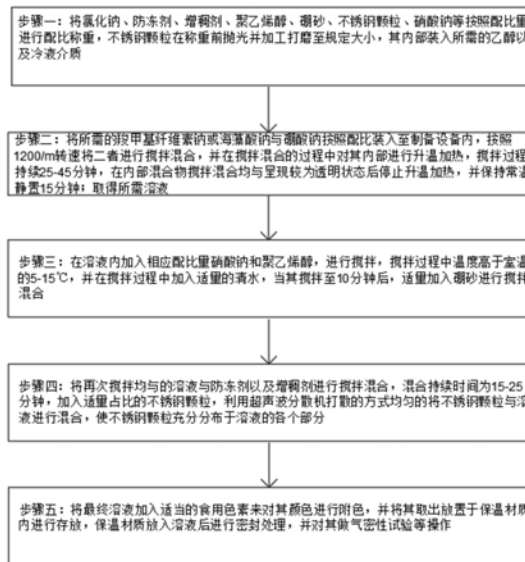 步骤一：将氯化钠、防冻剂、增稠剂、聚乙烯醇、硼砂、不锈钢颗粒、硝酸钠等按照配比量
进行配比称重，不锈钢颗粒在称重前抛光并加工打磨至规定大小，其内部装入所需的乙醇以
及冷液介质
步骤二：将所需的羧甲基纤维素钠或海藻酸钠与硼酸钠按照配比装入至制备设备内，按照
1200/m转速将二者进行搅拌混合，并在搅拌混合的过程中对其内部进行升温加热，搅拌过程
持续25-45分钟，在内部混合物搅拌混合均与呈现较为透明状态后停止升温加热，并保持常温
静置15分钟；取得所需溶液
步骤三：在溶液内加入相应配比量硝酸钠和聚乙烯醇，进行搅拌，搅拌过程中温度高于室温
的5-15℃，并在搅拌过程中加入适量的清水，当其搅拌至10分钟后，适量加入硼砂进行搅拌
混合
步骤四：将再次搅拌均与的溶液与防冻剂以及增稠剂进行搅拌混合，混合持续时间为15-25
分钟，加入适量占比的不锈钢颗粒，利用超声波分散机打散的方式均匀的将不锈钢颗粒与溶
液进行混合，使不锈钢颗粒充分分布于溶液的各个部分
步骤五：将最终溶液加入适当的食用色素来对其颜色进行附色，并将其取出放置于保温材质
内进行存放，保温材质放入溶液后进行密封处理，并对其做气密性试验等操作